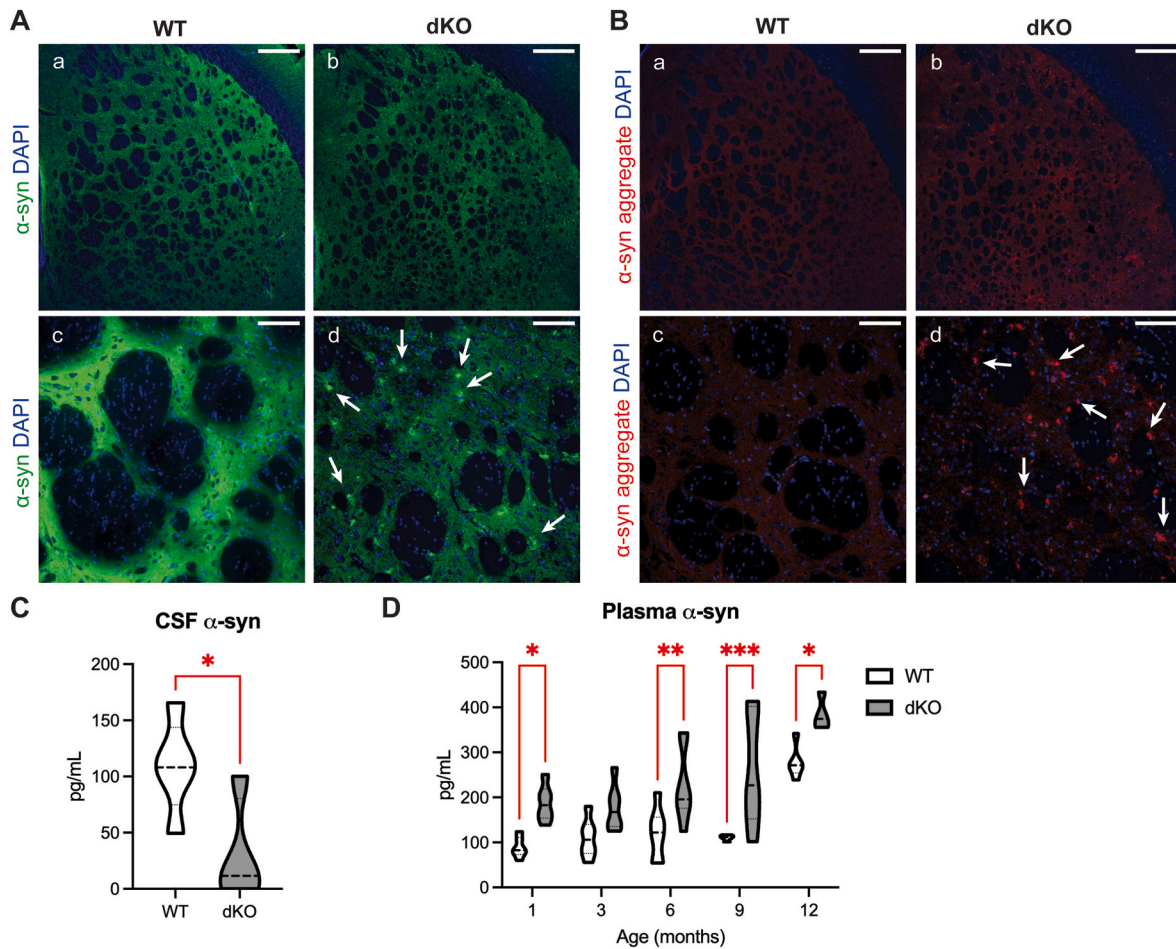 A
WT
dKO
α-syn DAPI
a
b
α-syn DAPI
c
d
B
WT
dKO
α-syn aggregate DAPI
a
b
α-syn aggregate DAPI
c
d
C
CSF α-syn
pg/mL
200
150
100
50
0
*
WT
dKO
D
Plasma α-syn
pg/mL
500
400
300
200
100
0
*
**
***
*
1
3
6
9
12
Age (months)
WT
dKO